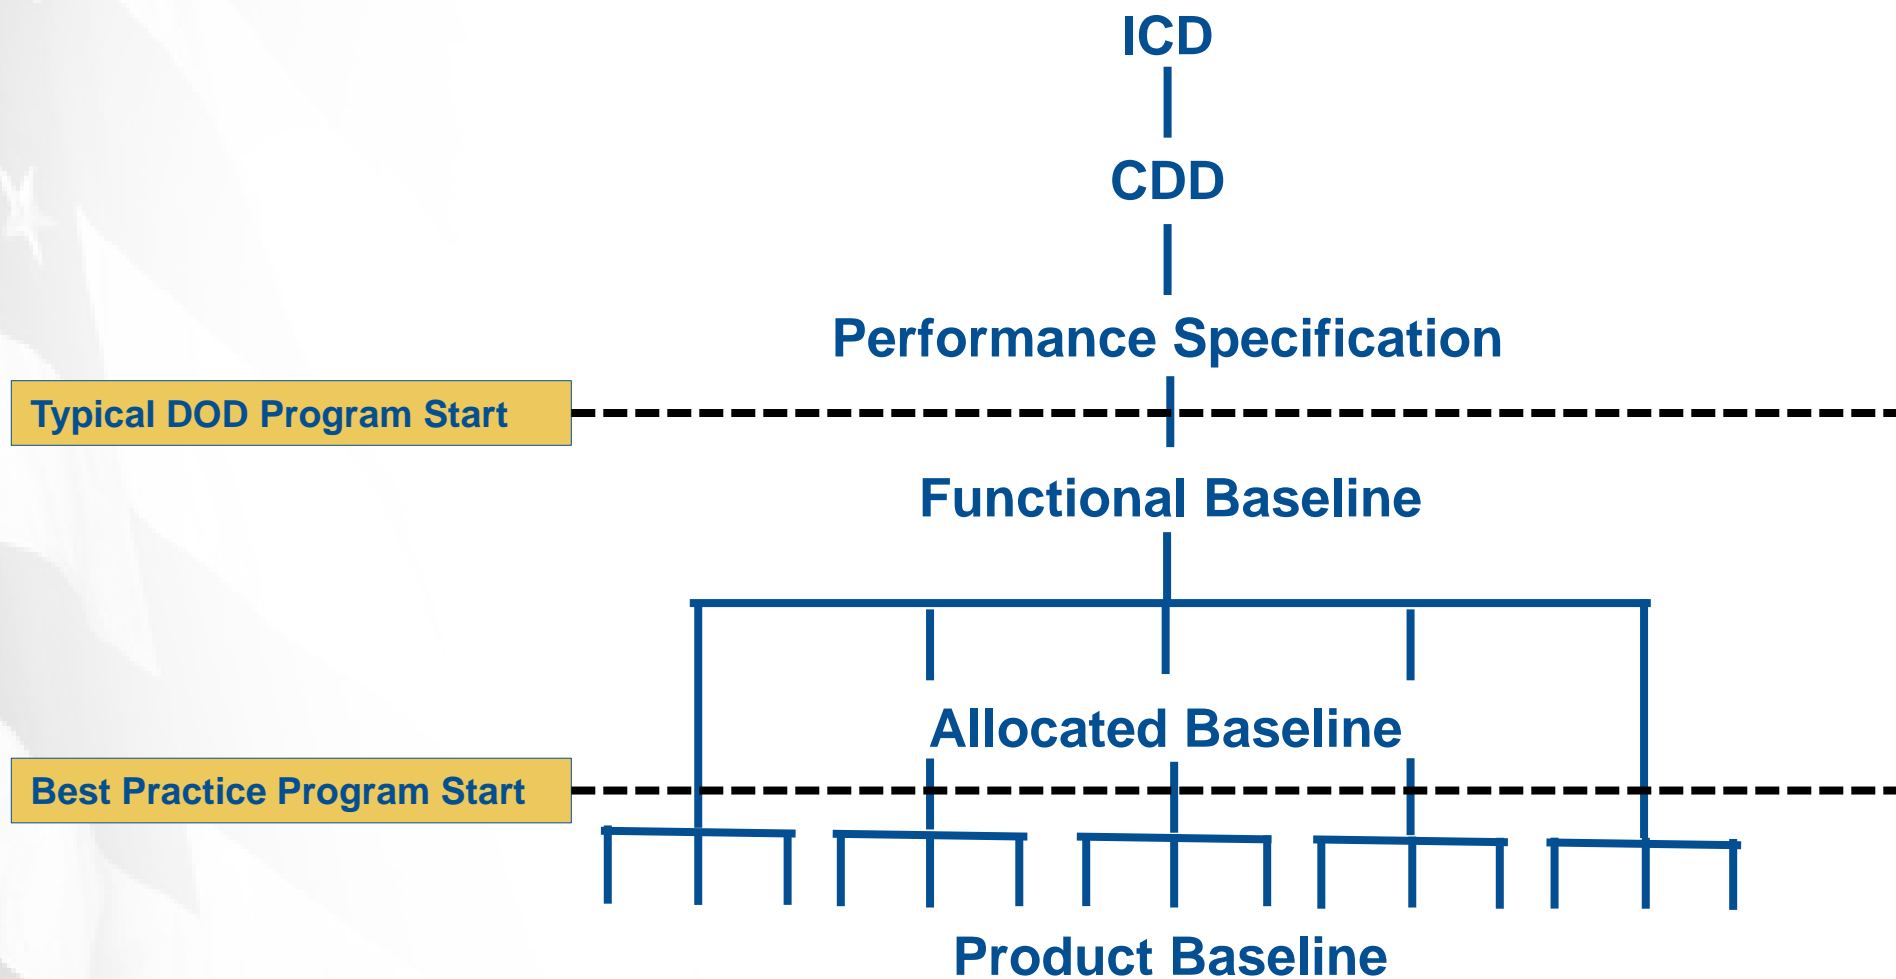 ICD
CDD
Performance Specification
Typical DOD Program Start
Functional Baseline
Allocated Baseline
Best Practice Program Start
Product Baseline